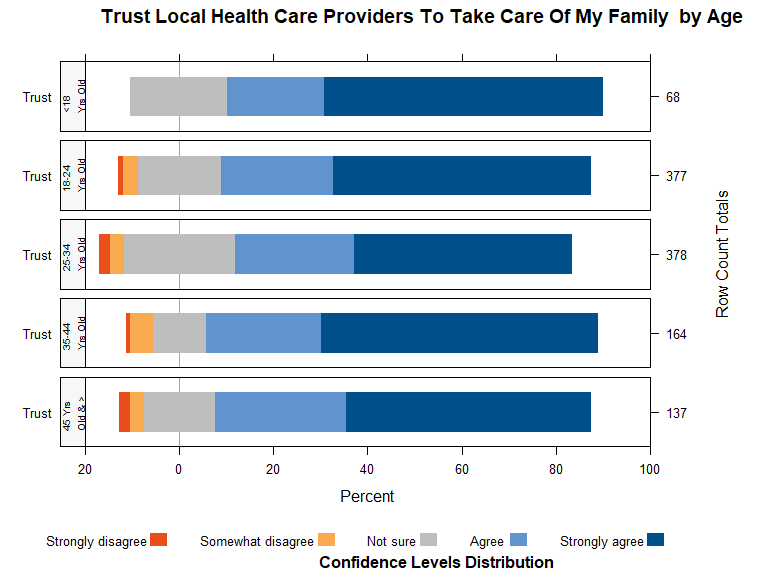 Trust Local Health Care Providers To Take Care Of My Family  by Age
Trust
<18
Yrs Old
68
Trust
18-24
Yrs Old
377
Trust
25-34
Yrs Old
378
Trust
35-44
Yrs Old
164
Trust
45 Yrs
Old & >
137
Row Count Totals
20 0 20 40 60 80 100
Percent
Strongly disagree Somewhat disagree Not sure Agree Strongly agree
Confidence Levels Distribution